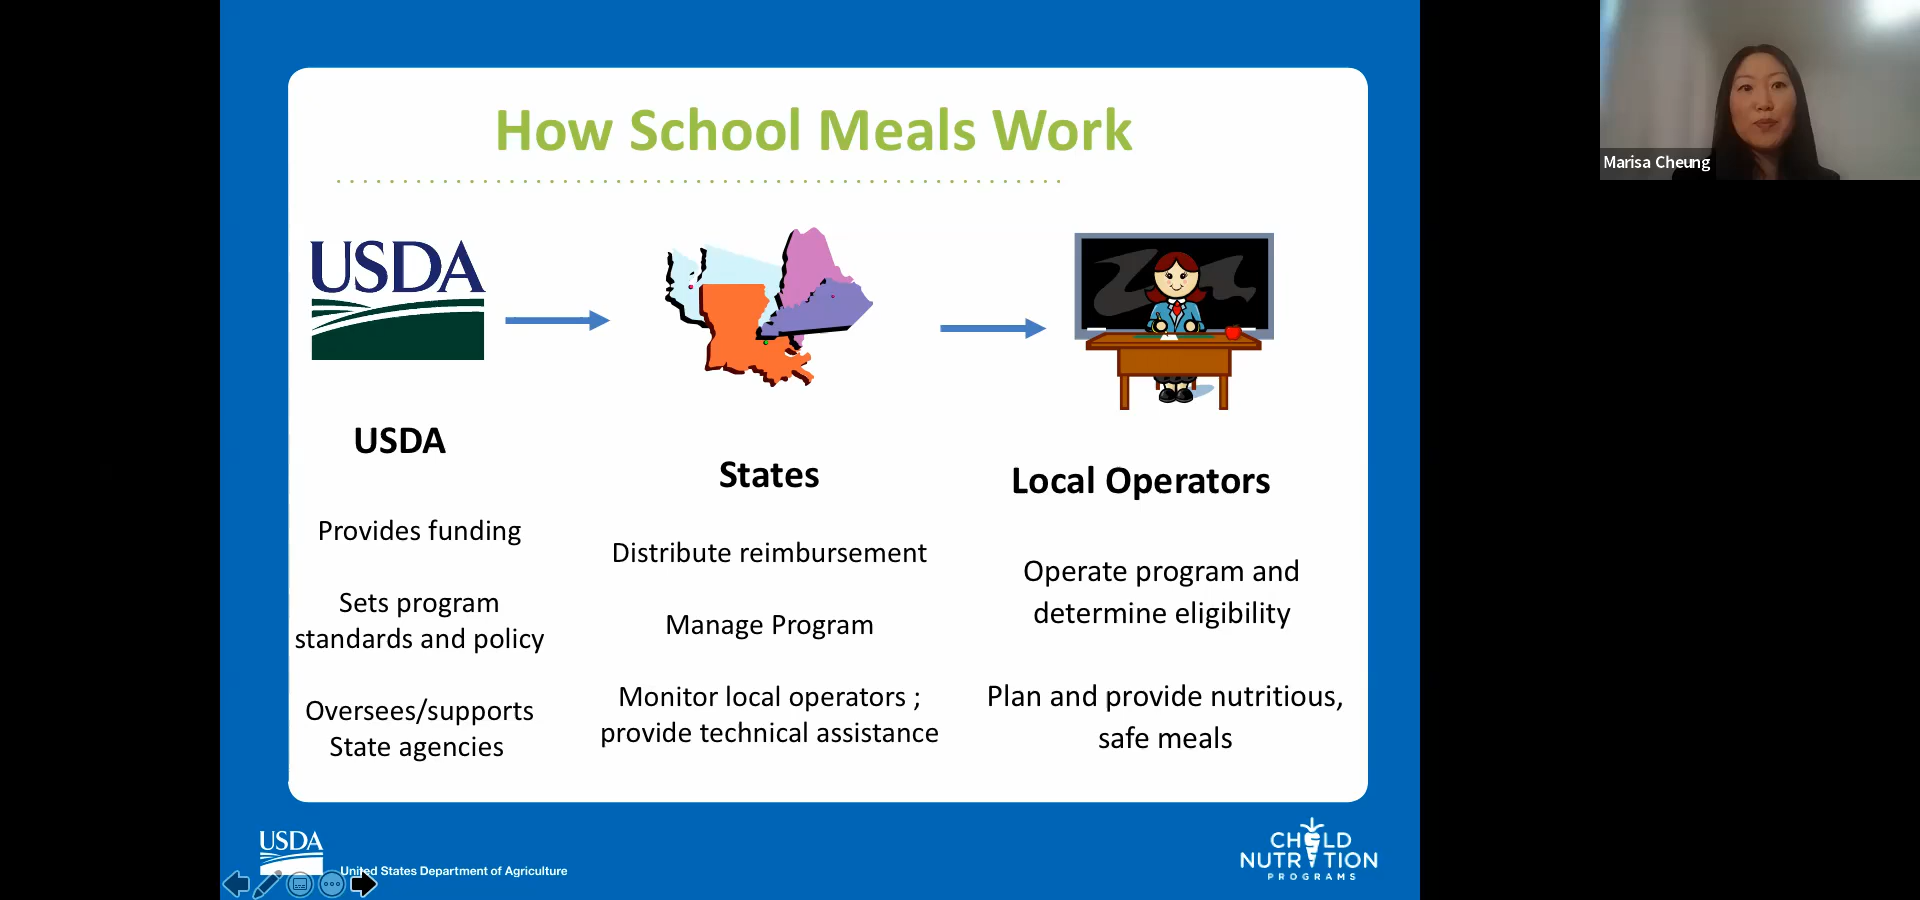 How School Meals Work
USDA
USDA
Provides funding
Sets program
standards and policy
Oversees/supports
State agencies
States
Distribute reimbursement
Manage Program
Monitor local operators ;
provide technical assistance
Local Operators
Operate program and
determine eligibility
Plan and provide nutritious,
safe meals
USDA
United States Department of Agriculture
CHILD
NUTRITION
PROGRAMS
Marisa Cheung